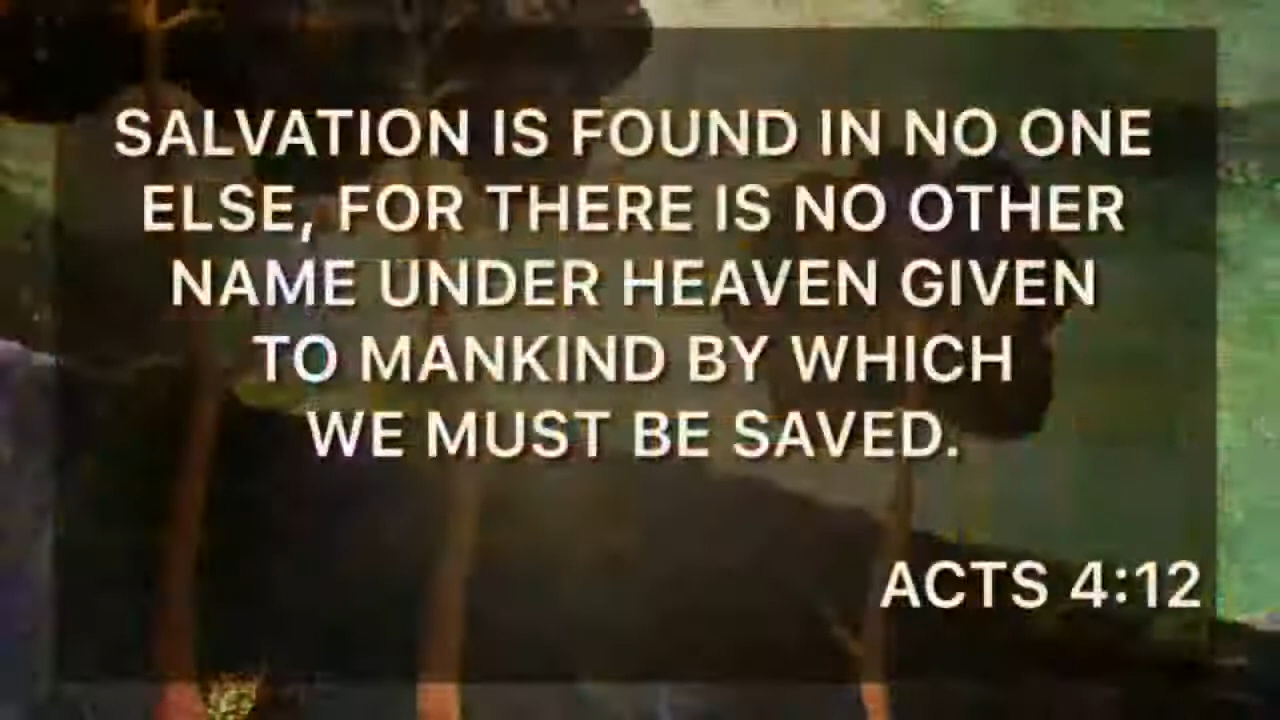 SALVATION IS FOUND IN NO ONE
ELSE, FOR THERE IS NO OTHER
NAME UNDER HEAVEN GIVEN
TO MANKIND BY WHICH
WE MUST BE SAVED.
ACTS 4:12